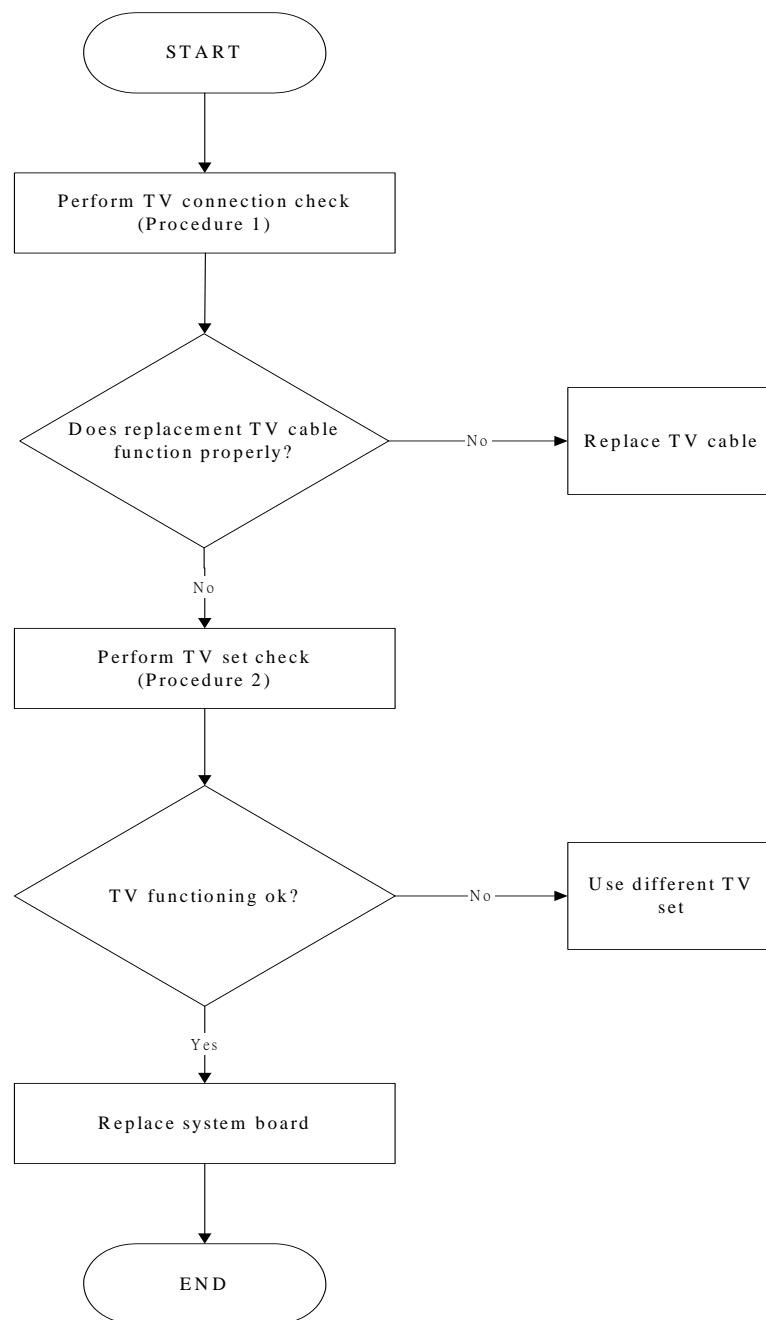 START
Perform TV connection check
(Procedure 1)
Does replacement TV cable
function properly?
No
Replace TV cable
No
Perform TV set check
(Procedure 2)
TV functioning ok?
No
Use different TV
set
Yes
Replace system board
END